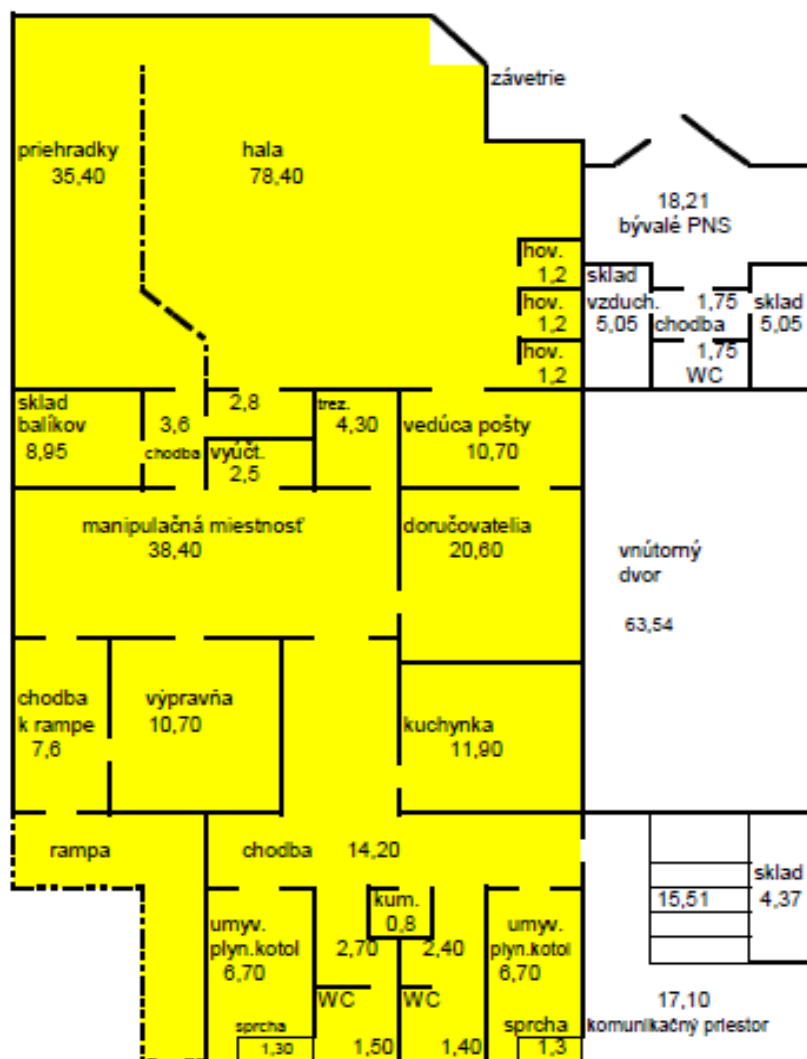 závetrie
priehradky
35,40
hala
78,40
18,21
bývalé PNS
hov.
1,2
sklad
vzduch.
5,05
hov.
1,2
1,75
chodba
sklad
5,05
hov.
1,2
1,75
WC
sklad
balíkov
8,95
3,6
chodba
2,8
vyúčt.
2,5
trez.
4,30
vedúca pošty
10,70
manipulačná miestnosť
38,40
doručovatelia
20,60
vnútorný
dvor
63,54
chodba
k rampe
7,6
výpravňa
10,70
kuchynka
11,90
rampa
chodba 14,20
sklad
4,37
15,51
kum.
0,8
umyv.
plyn.kotol
6,70
2,70
2,40
umyv.
plyn.kotol
6,70
WC
WC
17,10
komunikačný priestor
sprcha
1,30
1,50
1,40
sprcha
1,3